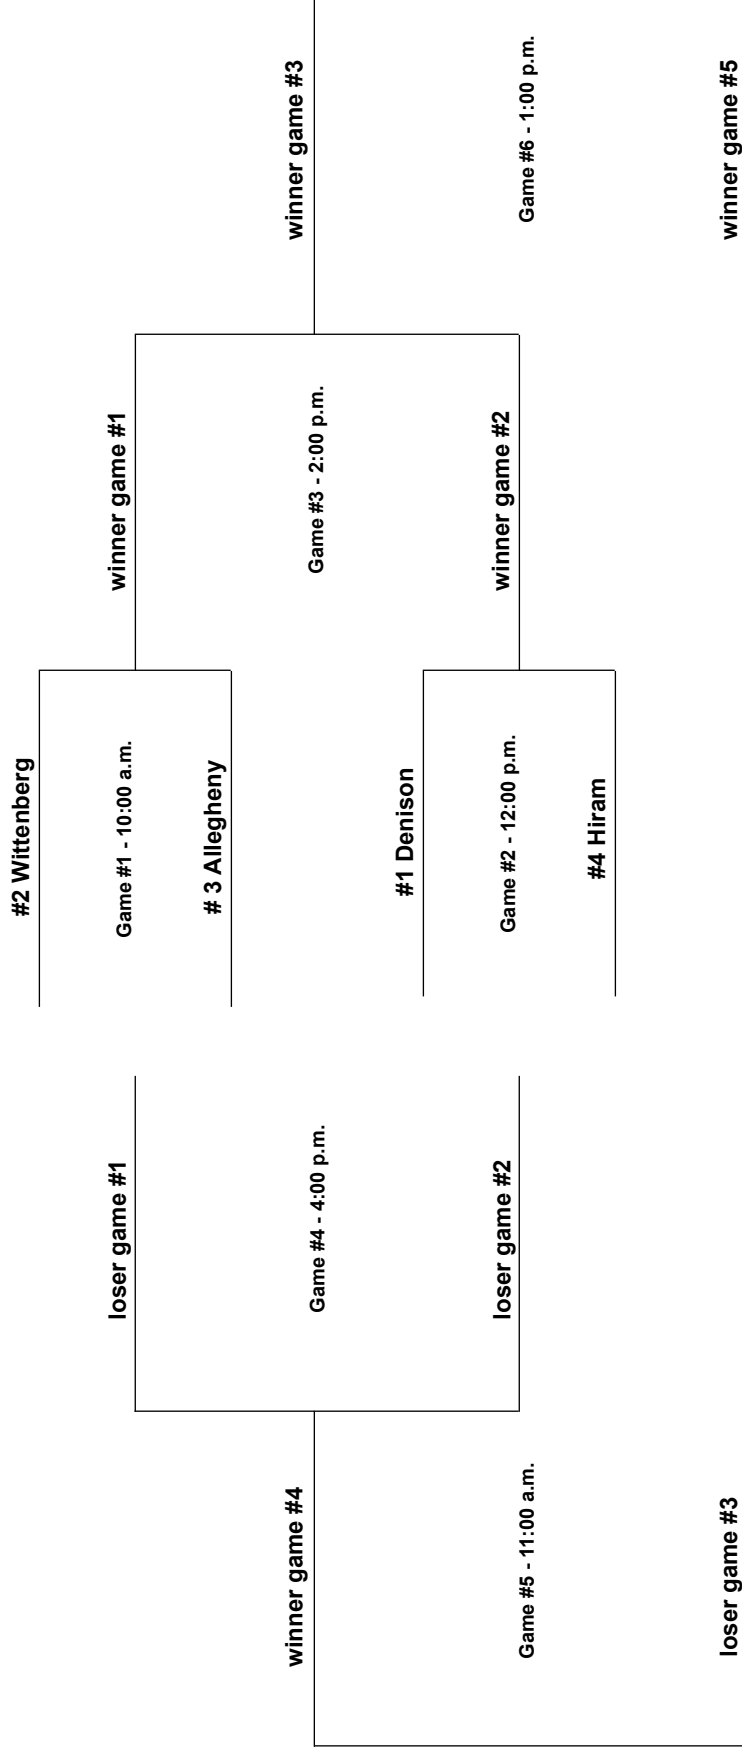 #2 Wittenberg
Game #1 - 10:00 a.m.
# 3 Allegheny
#1 Denison
Game #2 - 12:00 p.m.
#4 Hiram
winner game #1
Game #3 - 2:00 p.m.
winner game #2
winner game #3
Game #6 - 1:00 p.m.
winner game #5
loser game #1
Game #4 - 4:00 p.m.
loser game #2
winner game #4
Game #5 - 11:00 a.m.
loser game #3